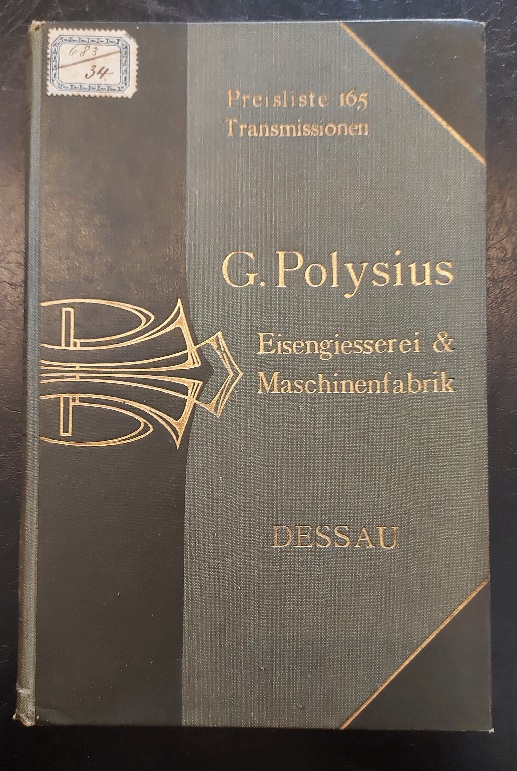 683
34
Preisliste 165
Transmissionen
G. Polysius
Eisengiesserei &
Maschinenfabrik
DESSAU